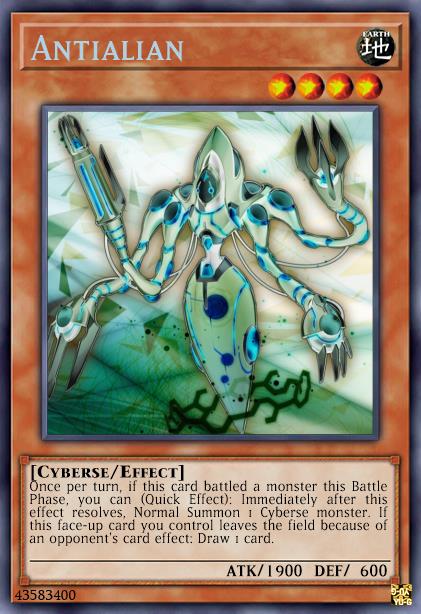 ANTIALIAN
EARTH
地
[CYBERSE/EFFECT]
Once per turn, if this card battled a monster this Battle
Phase, you can (Quick Effect): Immediately after this
effect resolves, Normal Summon 1 Cyberse monster. If
this face-up card you control leaves the field because of
an opponent's card effect: Draw 1 card.
ATK/1900 DEF/ 600
43583400